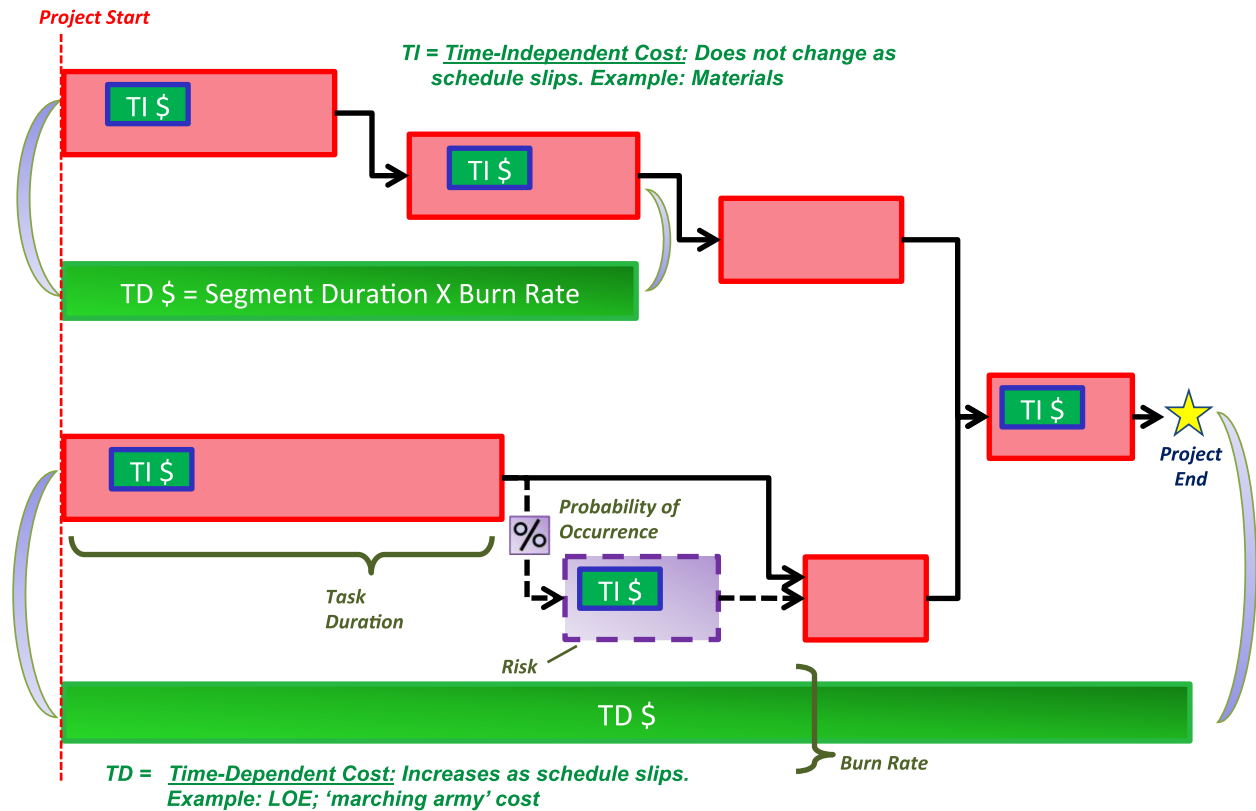 Project Start
TI = Time-Independent Cost: Does not change as
schedule slips. Example: Materials
TI $
TI $
TD $ = Segment Duration X Burn Rate
TI $
Project
End
TI $
%
Probability of
Occurrence
TI $
Task
Duration
Risk
TD $
Burn Rate
TD = Time-Dependent Cost: Increases as schedule slips.
Example: LOE; ‘marching army’ cost